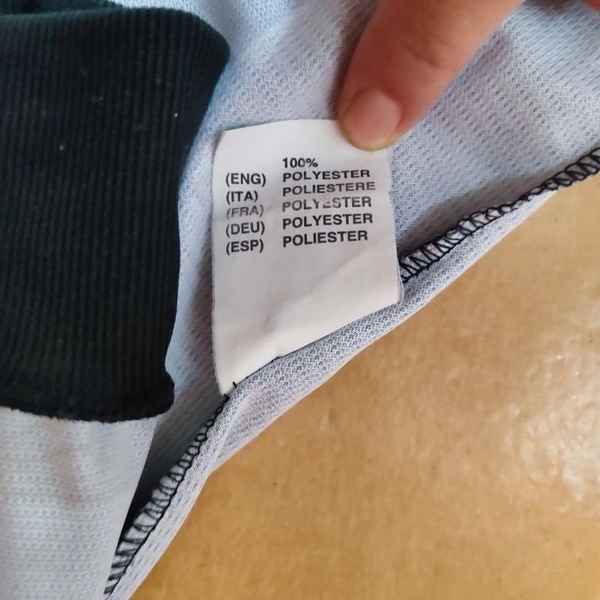 100%
(ENG) POLYESTER
(ITA) POLIESTERE
(FRA) POLYESTER
(DEU) POLYESTER
(ESP) POLIESTER